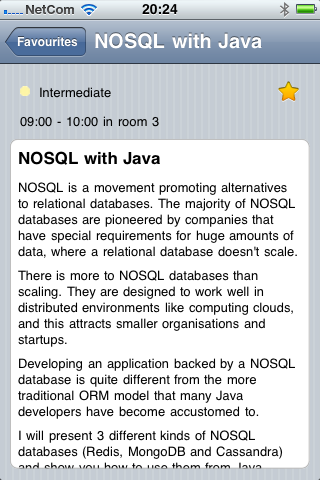 NetCom 20:24
Favourites NOSQL with Java
Intermediate
09:00 - 10:00 in room 3
NOSQL with Java
NOSQL is a movement promoting alternatives
to relational databases. The majority of NOSQL
databases are pioneered by companies that
have special requirements for huge amounts of
data, where a relational database doesn't scale.
There is more to NOSQL databases than
scaling. They are designed to work well in
distributed environments like computing clouds,
and this attracts smaller organisations and
startups.
Developing an application backed by a NOSQL
database is quite different from the more
traditional ORM model that many Java
developers have become accustomed to.
I will present 3 different kinds of NOSQL
databases (Redis, MongoDB and Cassandra)
and show you how to use them from Java